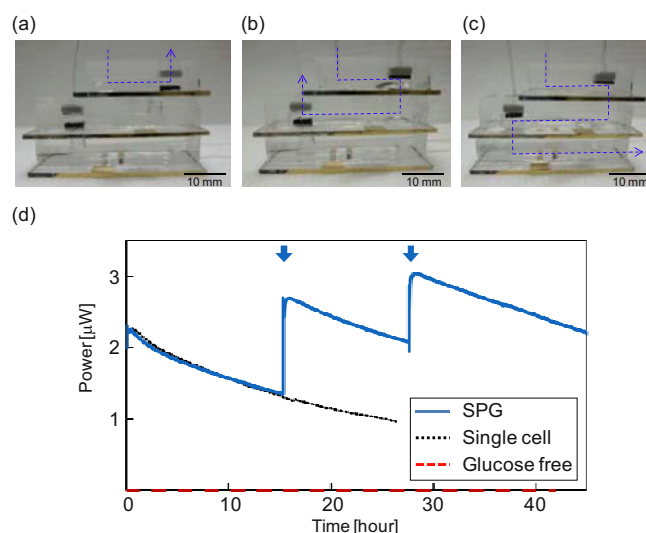 (a)
(b)
(c)
10 mm
10 mm
10 mm
(d)
3
2
1
Power [μW]
SPG
Single cell
Glucose free
0
10
20
30
40
Time [hour]